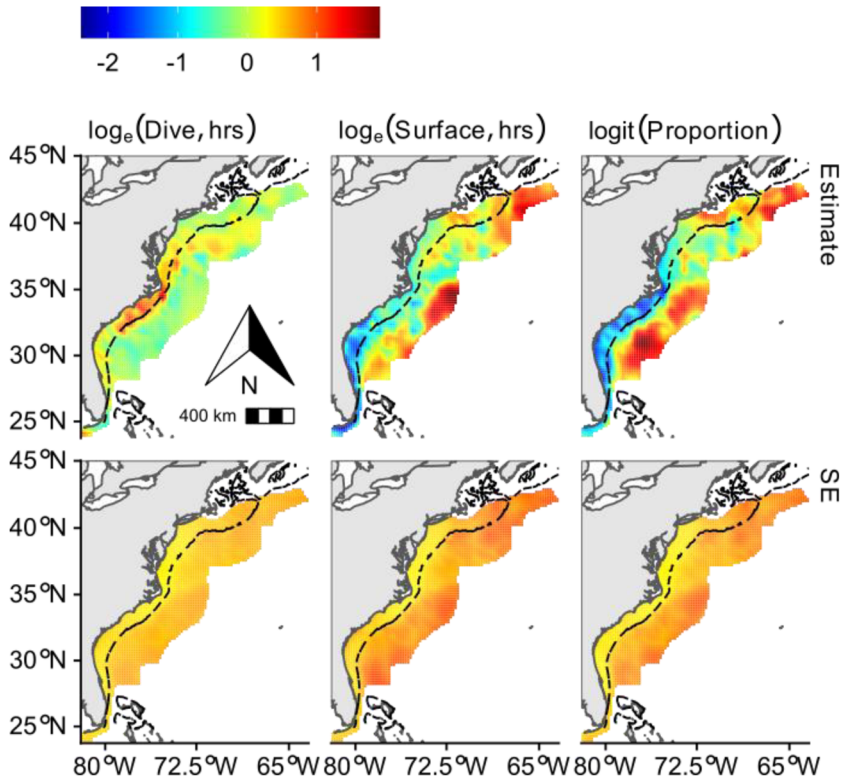 -2 -1 0 1
logₑ(Dive, hrs) logₑ(Surface, hrs) logit(Proportion)
45°N
40°N
35°N
30°N
25°N
Estimate
N
400 km
45°N
40°N
35°N
30°N
25°N
SE
80°W 72.5°W 65°W 80°W 72.5°W 65°W 80°W 72.5°W 65°W